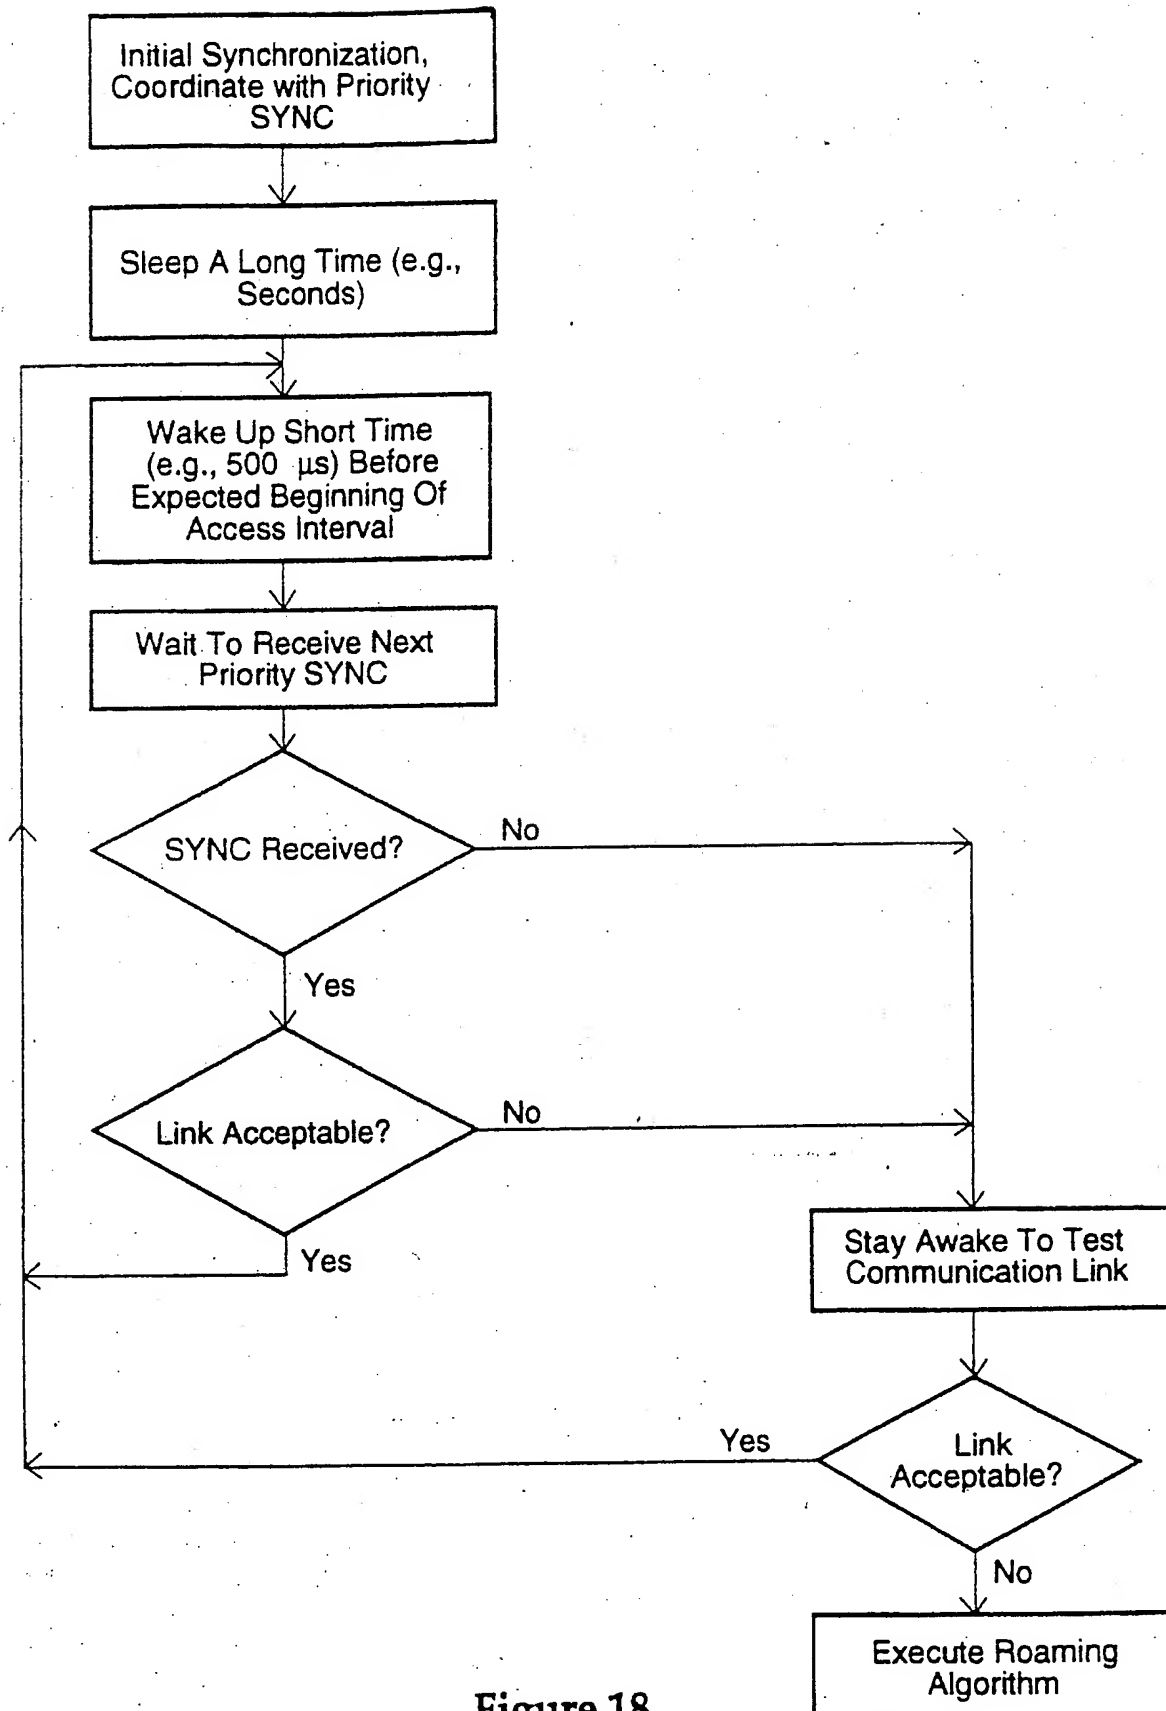 Initial Synchronization,
Coordinate with Priority
SYNC
Sleep A Long Time (e.g.,
Seconds)
Wake Up Short Time
(e.g., 500 µs) Before
Expected Beginning Of
Access Interval
Wait To Receive Next
Priority SYNC
SYNC Received?
No
Yes
Link Acceptable?
No
Yes
Stay Awake To Test
Communication Link
Link
Acceptable?
Yes
No
Execute Roaming
Algorithm
Figure 18